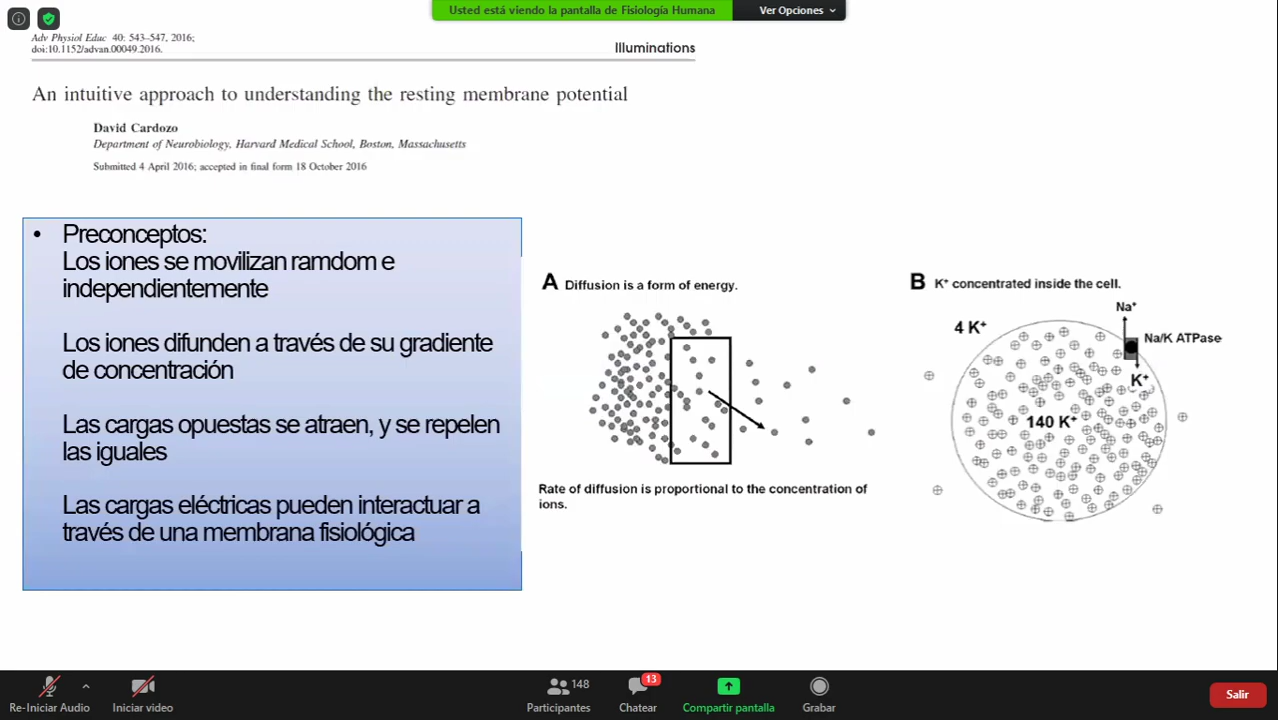 Usted está viendo la pantalla de Fisiología Humana
Ver Opciones
Adv Physiol Educ 40: 543–547, 2016;
doi:10.1152/advan.00049.2016.
Illuminations
An intuitive approach to understanding the resting membrane potential
David Cardozo
Department of Neurobiology, Harvard Medical School, Boston, Massachusetts
Submitted 4 April 2016; accepted in final form 18 October 2016
• Preconceptos:
Los iones se movilizan ramdom e
independientemente
Los iones difunden a través de su gradiente
de concentración
Las cargas opuestas se atraen, y se repelen
las iguales
Las cargas eléctricas pueden interactuar a
través de una membrana fisiológica
A Diffusion is a form of energy.
Rate of diffusion is proportional to the concentration of
ions.
B K⁺ concentrated inside the cell.
Na⁺
4 K⁺
Na/K ATPase
K⁺
140 K⁺
Re-Iniciar Audio
Iniciar video
148
Participantes
13
Chatear
Compartir pantalla
Grabar
Salir